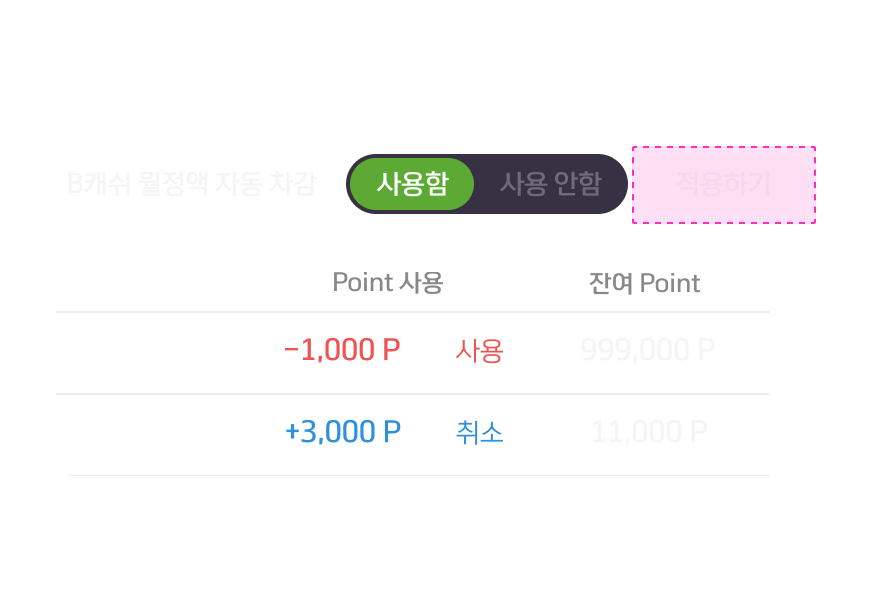 B캐쉬 월정액 자동 차감 사용함 사용 안함 적용하기
Point 사용 잔여 Point
-1,000 P 사용 999,000 P
+3,000 P 취소 11,000 P